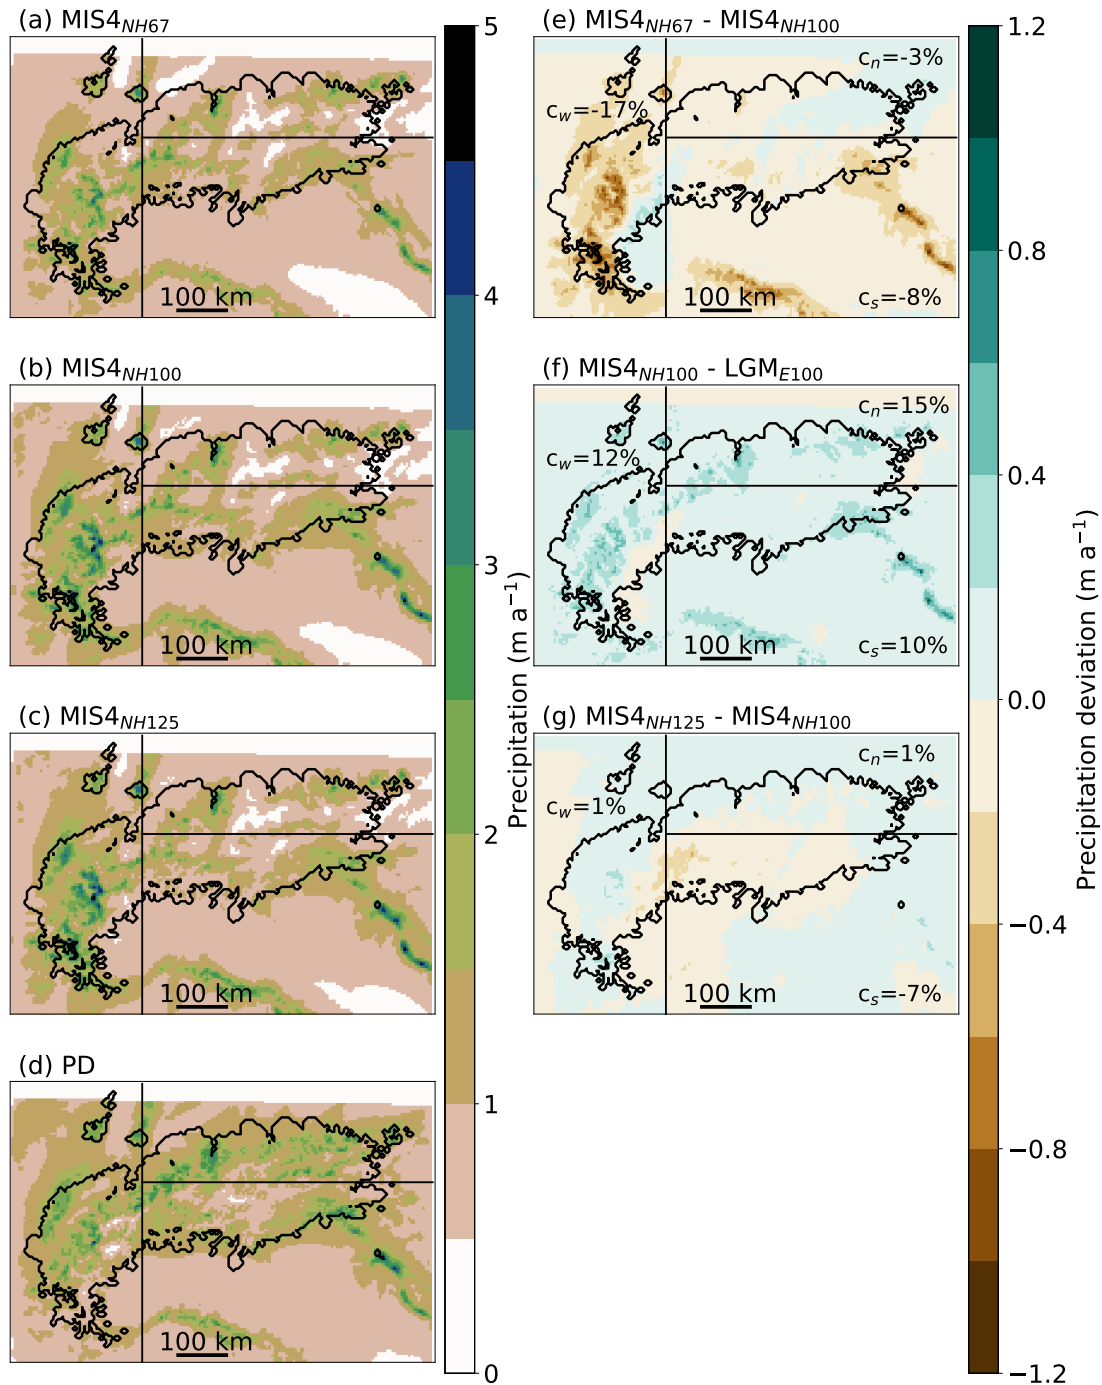 (a) MIS4NH67
100 km
(b) MIS4NH100
100 km
(c) MIS4NH125
100 km
(d) PD
100 km
5
4
3
2
1
0
Precipitation (m a−1)
(e) MIS4NH67 - MIS4NH100
cn=-3%
cw=-17%
100 km
cs=-8%
(f) MIS4NH100 - LGME100
cn=15%
cw=12%
100 km
cs=10%
(g) MIS4NH125 - MIS4NH100
cn=1%
cw=1%
100 km
cs=-7%
1.2
0.8
0.4
0.0
−0.4
−0.8
−1.2
Precipitation deviation (m a−1)